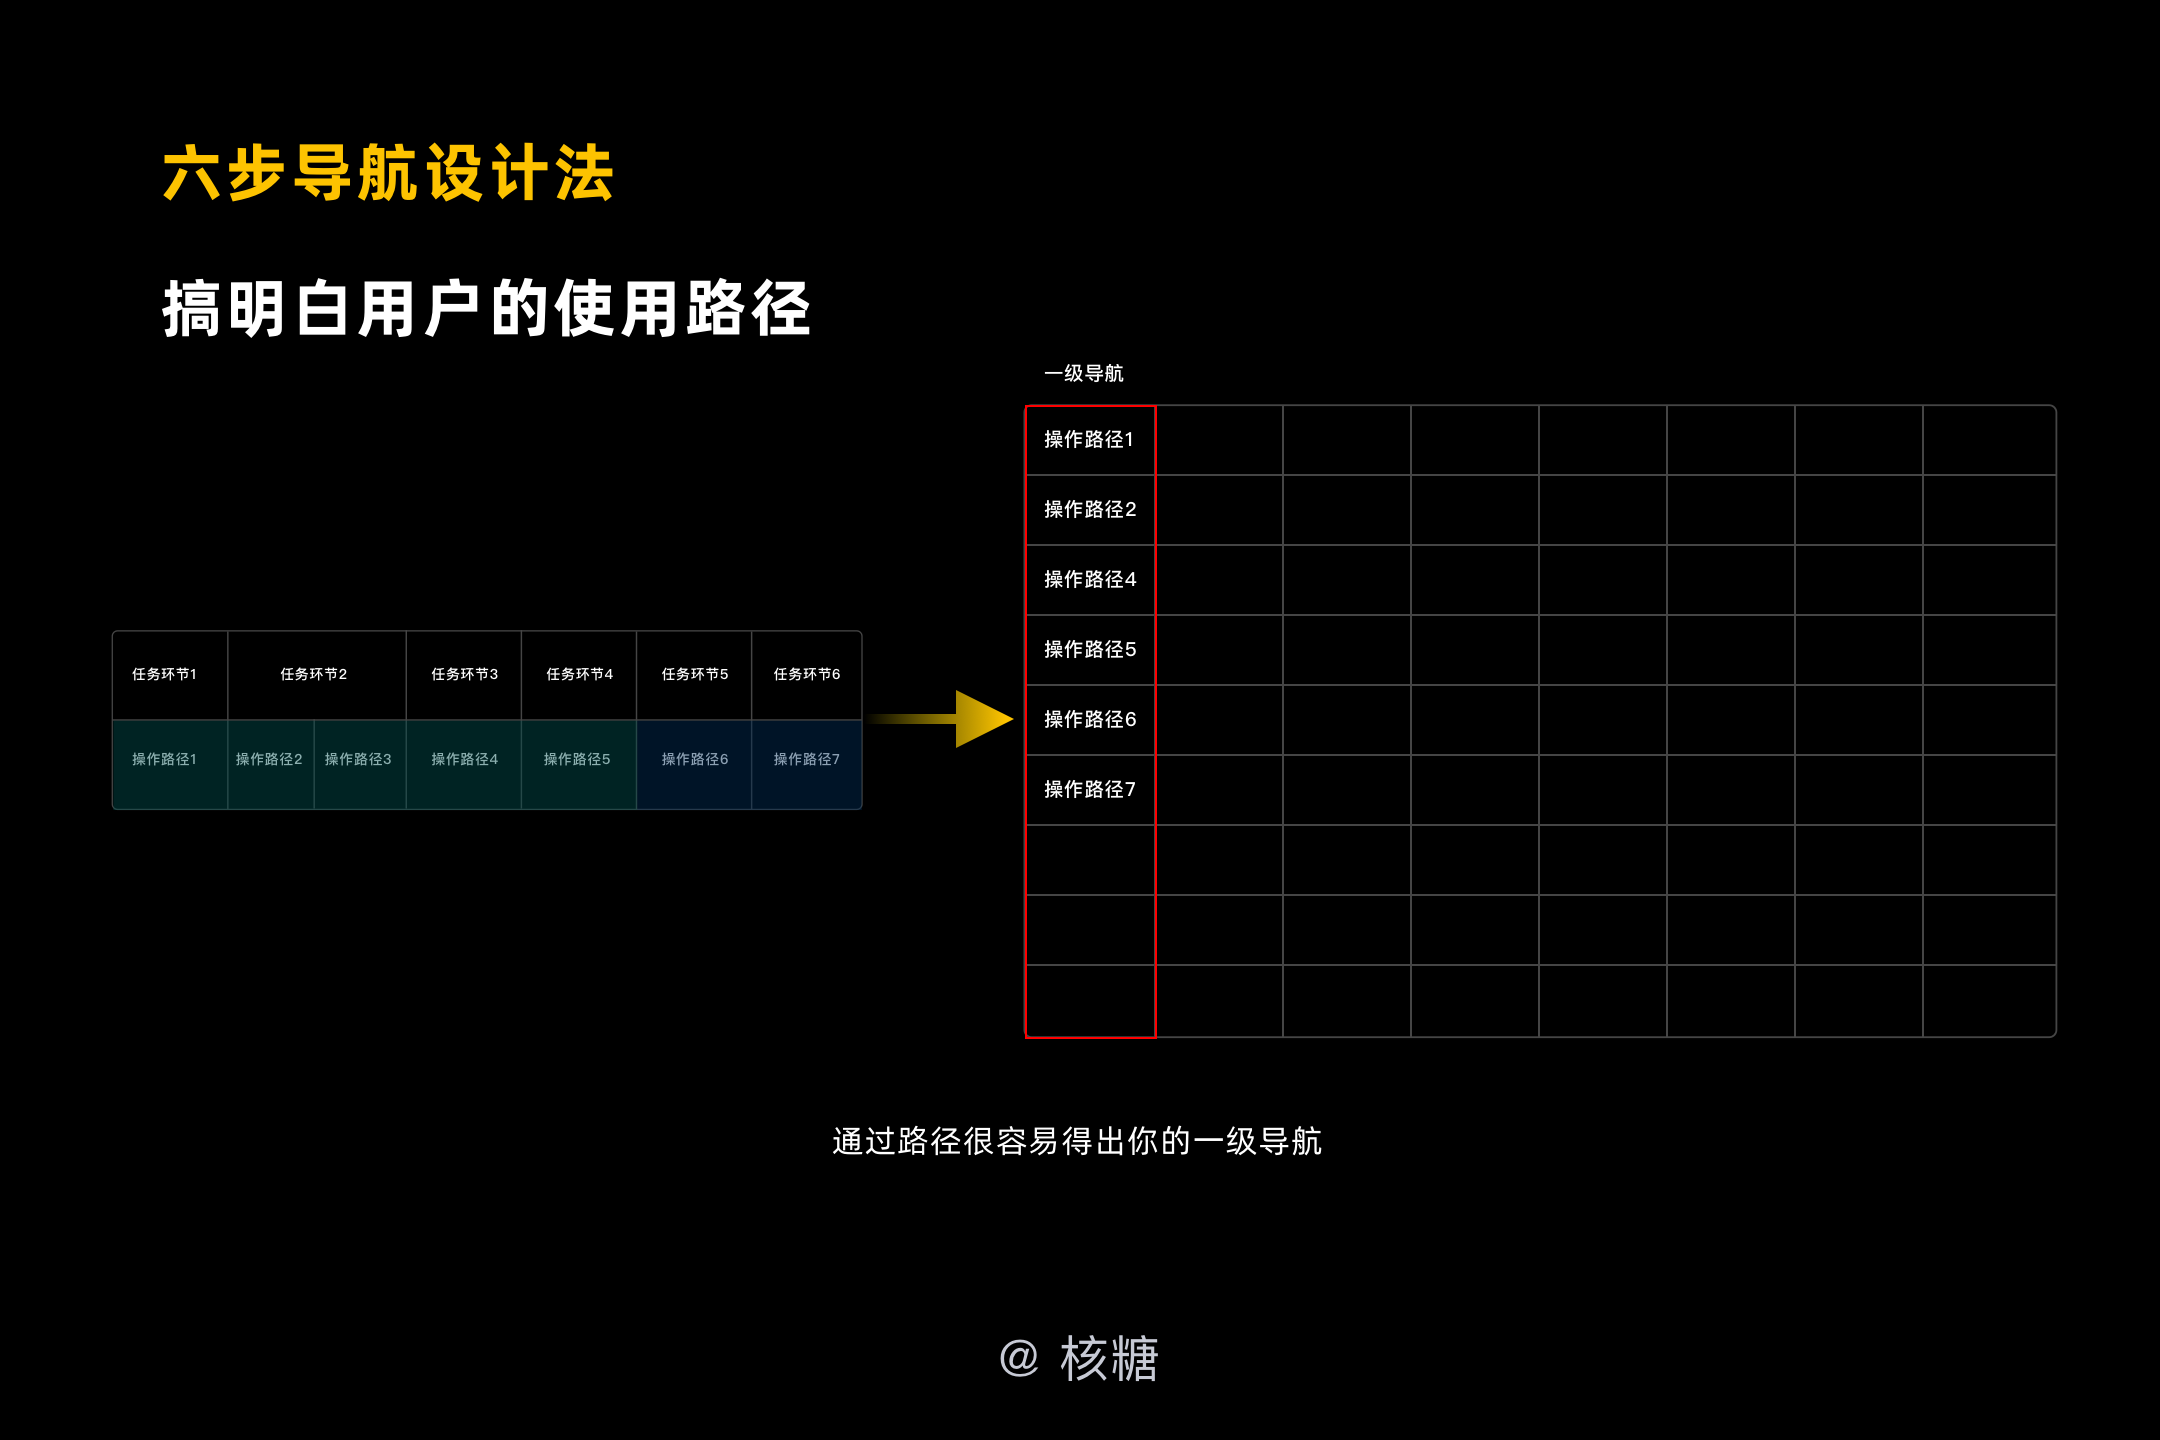 六步导航设计法
搞明白用户的使用路径
任务环节1 任务环节2 任务环节3 任务环节4 任务环节5 任务环节6
操作路径1 操作路径2 操作路径3 操作路径4 操作路径5 操作路径6 操作路径7
一级导航
操作路径1
操作路径2
操作路径4
操作路径5
操作路径6
操作路径7
通过路径很容易得出你的一级导航
@ 核糖